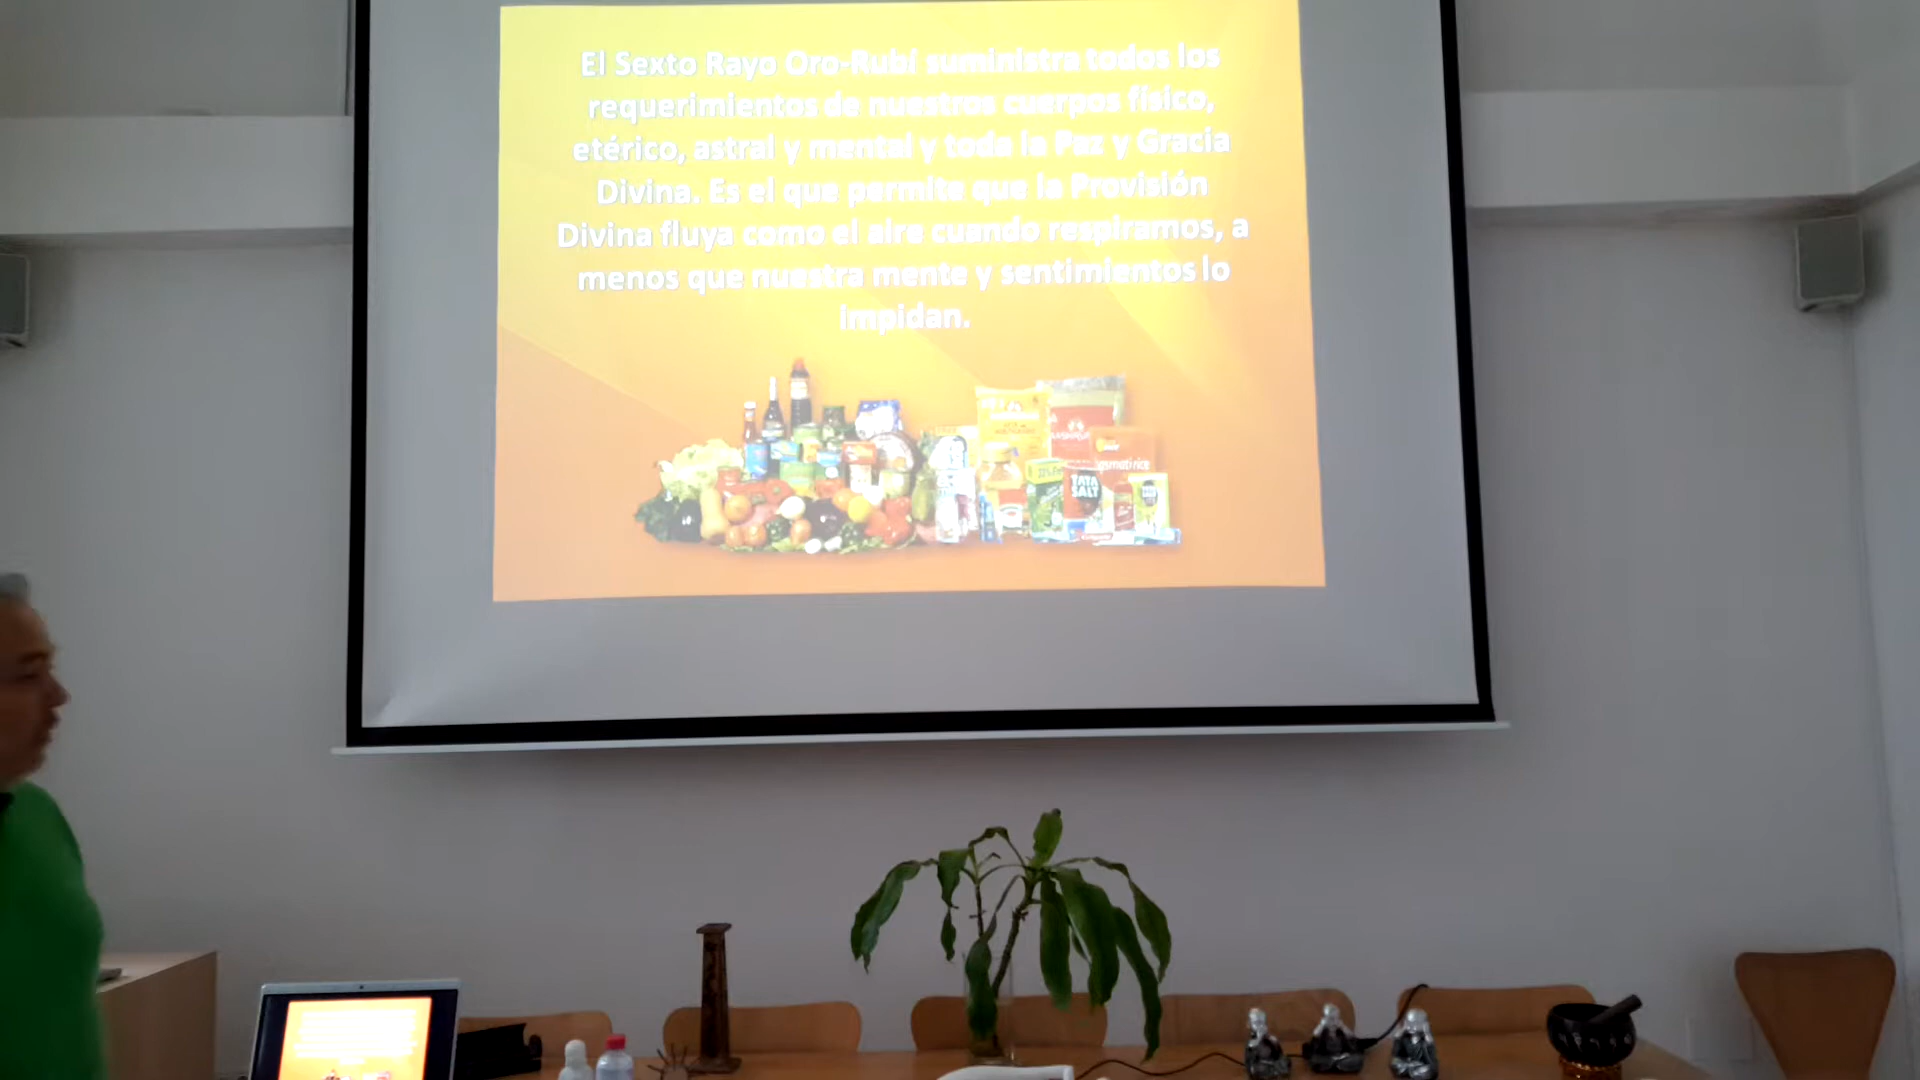 El Sexto Rayo Oro-Rubí suministra todos los
requerimientos de nuestros cuerpos físico,
etérico, astral y mental y toda la Paz y Gracia
Divina. Es el que permite que la Provisión
Divina fluya como el aire cuando respiramos, a
menos que nuestra mente y sentimientos lo
impidan.
TATA
SALT